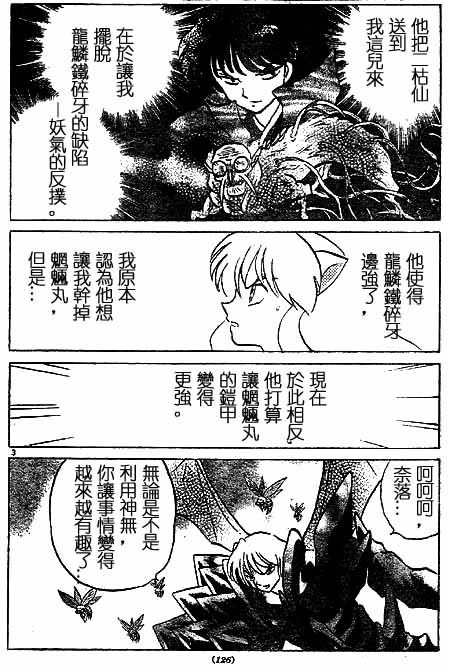 他把二枯仙
送到
我這兒來
在於讓我
擺脫
龍鱗鐵碎牙的缺陷
—妖氣的反撲。
他使得
龍鱗鐵碎牙
邊強了，
我原本
認為他想
讓我幹掉
魍魎丸
但是…
現在
於此相反
他打算
讓魍魎丸
的鎧甲
變得
更強。
3
呵呵呵，
奈落…
無論是不是
利用神無，
你讓事情變得
越來越有趣了…
(126)